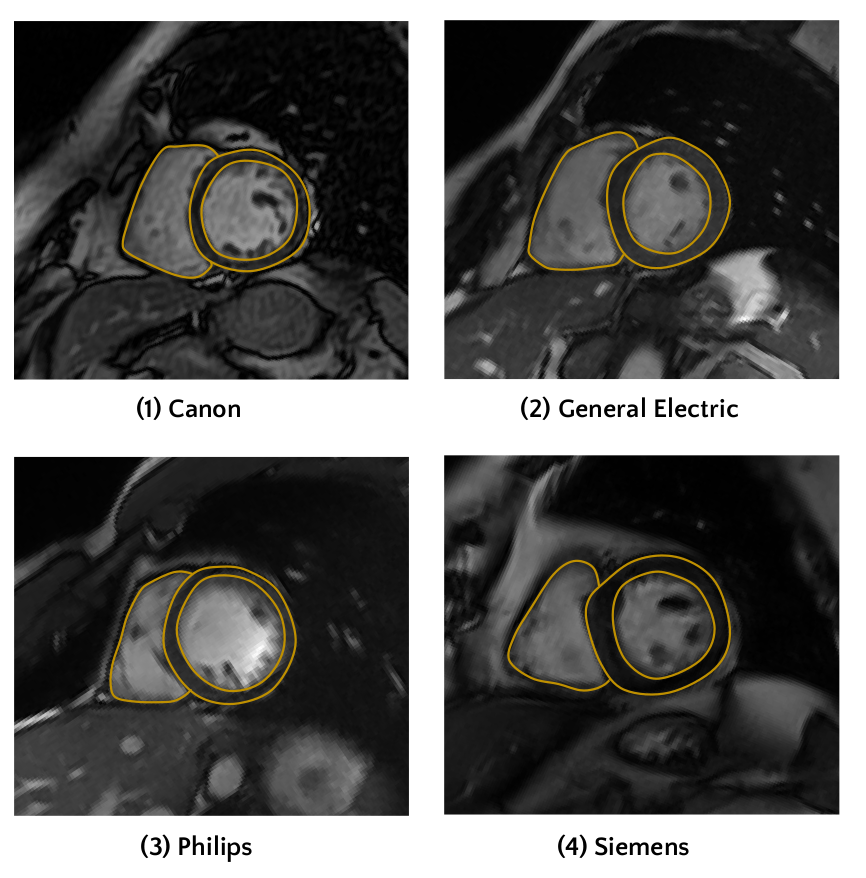 (1) Canon
(2) General Electric
(3) Philips
(4) Siemens